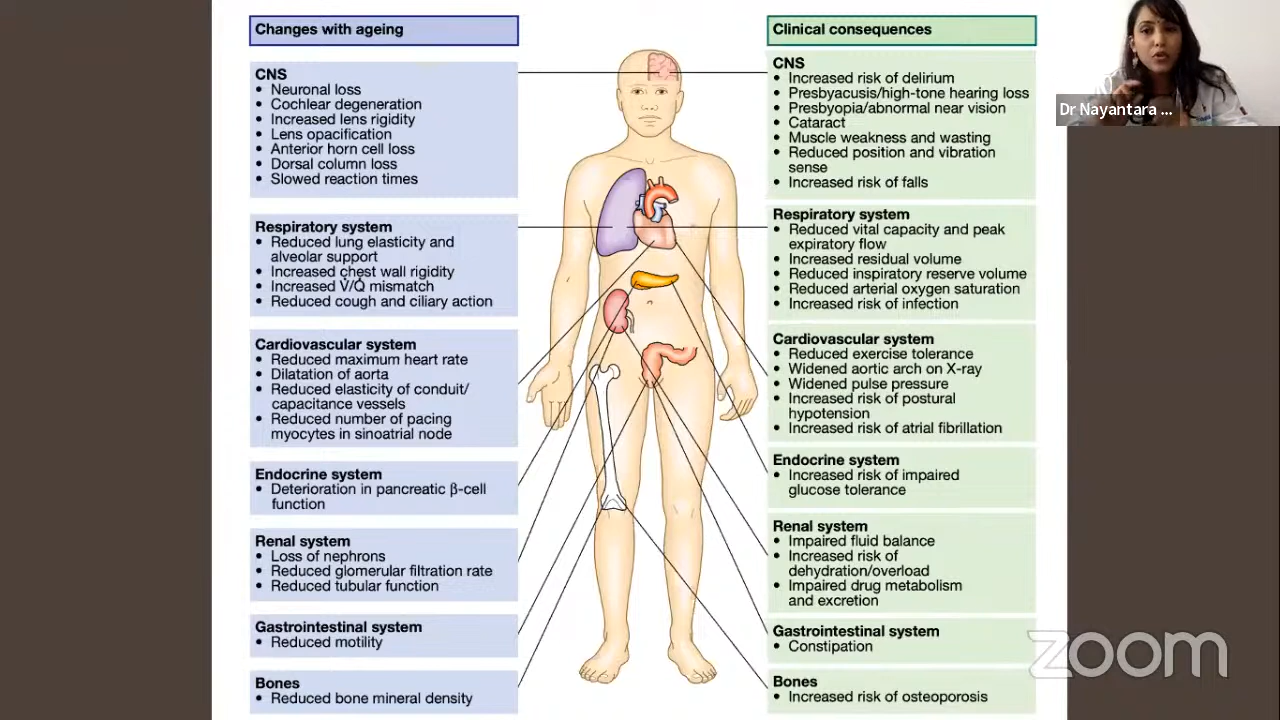 Changes with ageing
CNS
• Neuronal loss
• Cochlear degeneration
• Increased lens rigidity
• Lens opacification
• Anterior horn cell loss
• Dorsal column loss
• Slowed reaction times
Respiratory system
• Reduced lung elasticity and
alveolar support
• Increased chest wall rigidity
• Increased V̇/Q̇ mismatch
• Reduced cough and ciliary action
Cardiovascular system
• Reduced maximum heart rate
• Dilatation of aorta
• Reduced elasticity of conduit/
capacitance vessels
• Reduced number of pacing
myocytes in sinoatrial node
Endocrine system
• Deterioration in pancreatic β-cell
function
Renal system
• Loss of nephrons
• Reduced glomerular filtration rate
• Reduced tubular function
Gastrointestinal system
• Reduced motility
Bones
• Reduced bone mineral density
Clinical consequences
CNS
• Increased risk of delirium
• Presbyacusis/high-tone hearing loss
• Presbyopia/abnormal near vision
• Cataract
• Muscle weakness and wasting
• Reduced position and vibration
sense
• Increased risk of falls
Respiratory system
• Reduced vital capacity and peak
expiratory flow
• Increased residual volume
• Reduced inspiratory reserve volume
• Reduced arterial oxygen saturation
• Increased risk of infection
Cardiovascular system
• Reduced exercise tolerance
• Widened aortic arch on X-ray
• Widened pulse pressure
• Increased risk of postural
hypotension
• Increased risk of atrial fibrillation
Endocrine system
• Increased risk of impaired
glucose tolerance
Renal system
• Impaired fluid balance
• Increased risk of
dehydration/overload
• Impaired drug metabolism
and excretion
Gastrointestinal system
• Constipation
Bones
• Increased risk of osteoporosis
Dr Nayantara ...
zoom